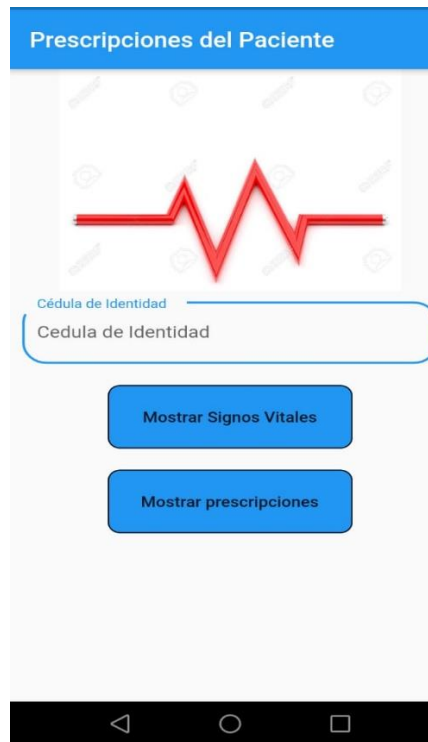 Prescripciones del Paciente
Cédula de Identidad
Cedula de Identidad
Mostrar Signos Vitales
Mostrar prescripciones